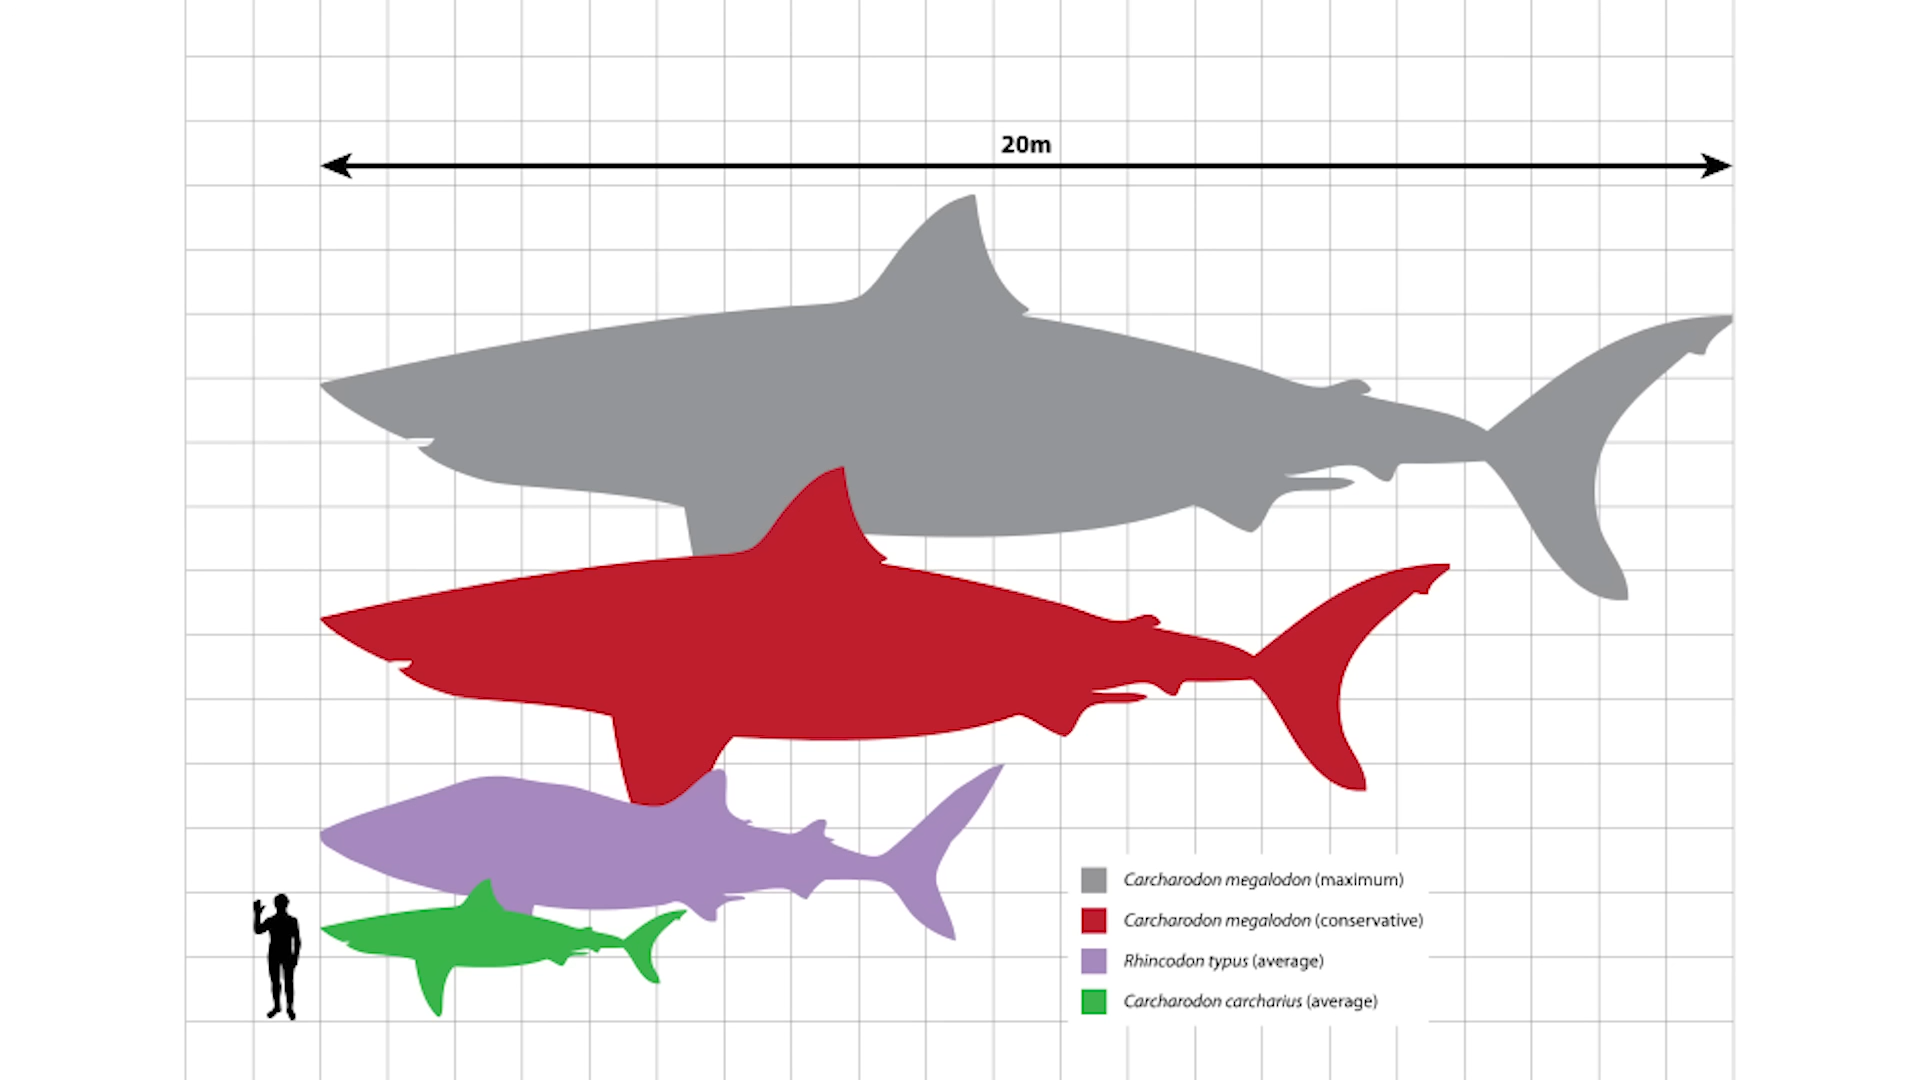 20m
Carcharodon megalodon (maximum)
Carcharodon megalodon (conservative)
Rhincodon typus (average)
Carcharodon carcharius (average)